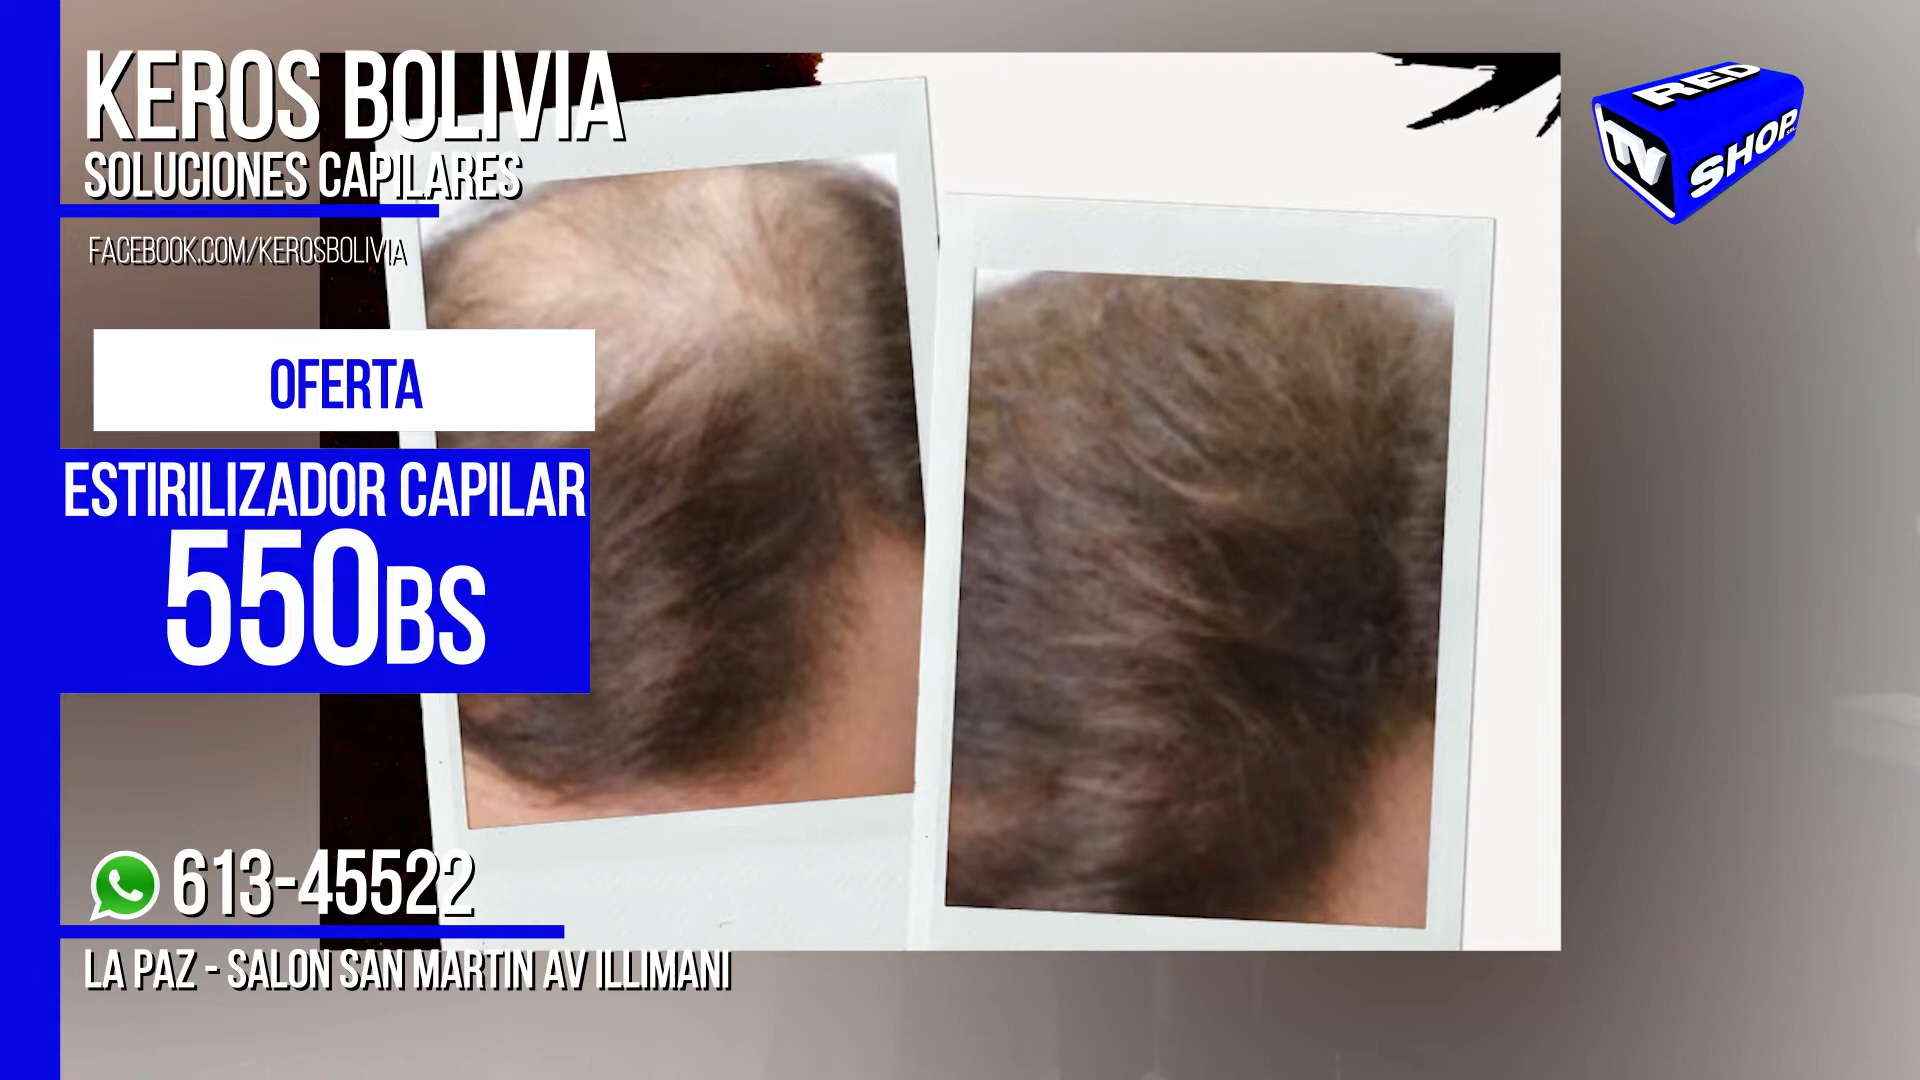 KEROS BOLIVIA
SOLUCIONES CAPILARES
FACEBOOK.COM/KEROSBOLIVIA
OFERTA
ESTIRILIZADOR CAPILAR
550BS
613-45522
LA PAZ - SALON SAN MARTIN AV ILLIMANI
RED
TV SHOP